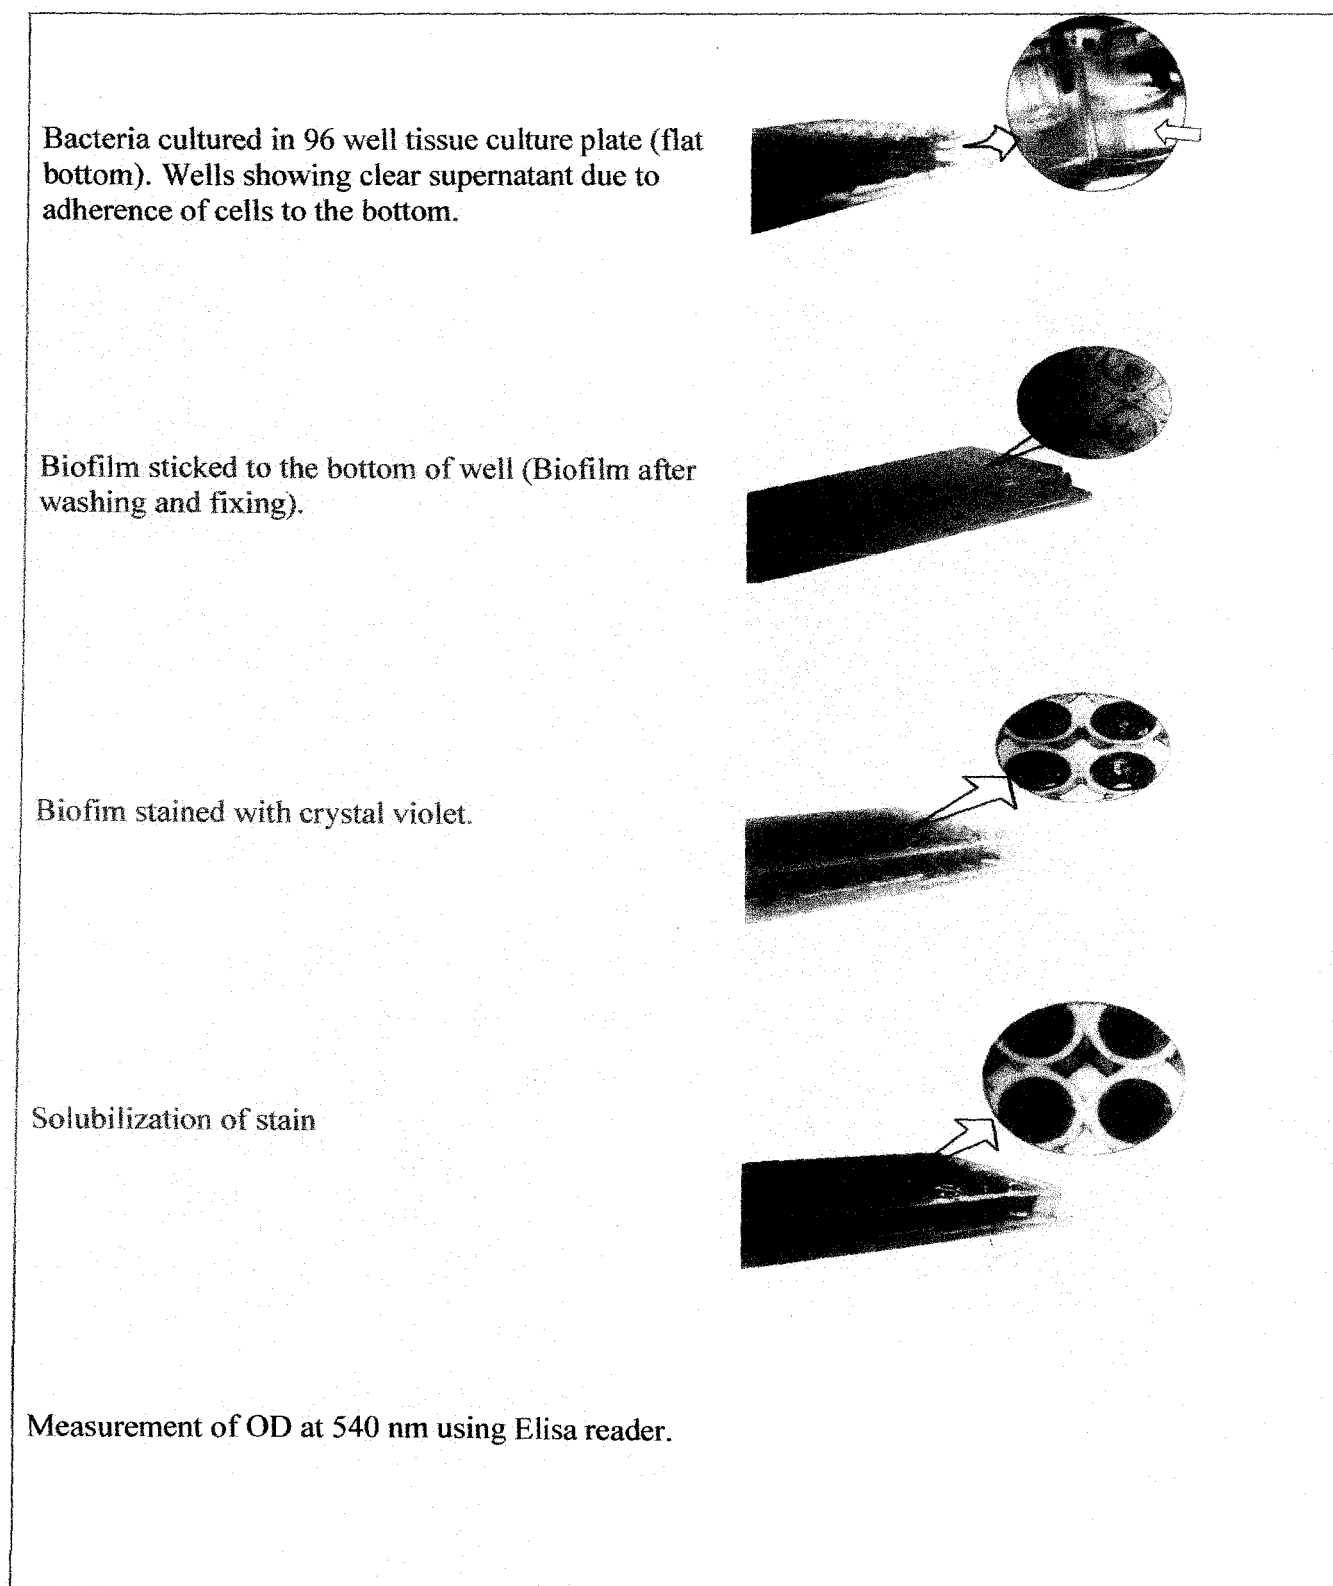 Bacteria cultured in 96 well tissue culture plate (flat
bottom). Wells showing clear supernatant due to
adherence of cells to the bottom.
Biofilm sticked to the bottom of well (Biofilm after
washing and fixing).
Biofim stained with crystal violet.
Solubilization of stain
Measurement of OD at 540 nm using Elisa reader.